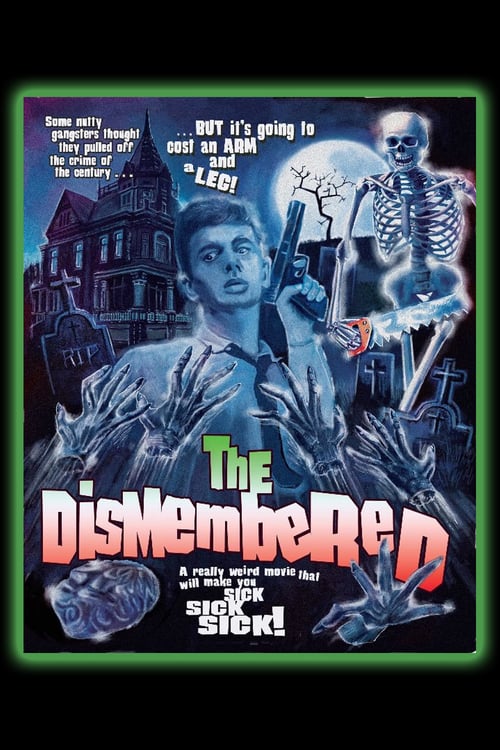 Some nutty
gangsters thought
they pulled off
the crime of
the century . . .
. . . BUT it's going to
cost an ARM
and
a LEG!
RIP
The
DisMembeReD
A really weird movie that
will make you
SICK
SICK
SICK!